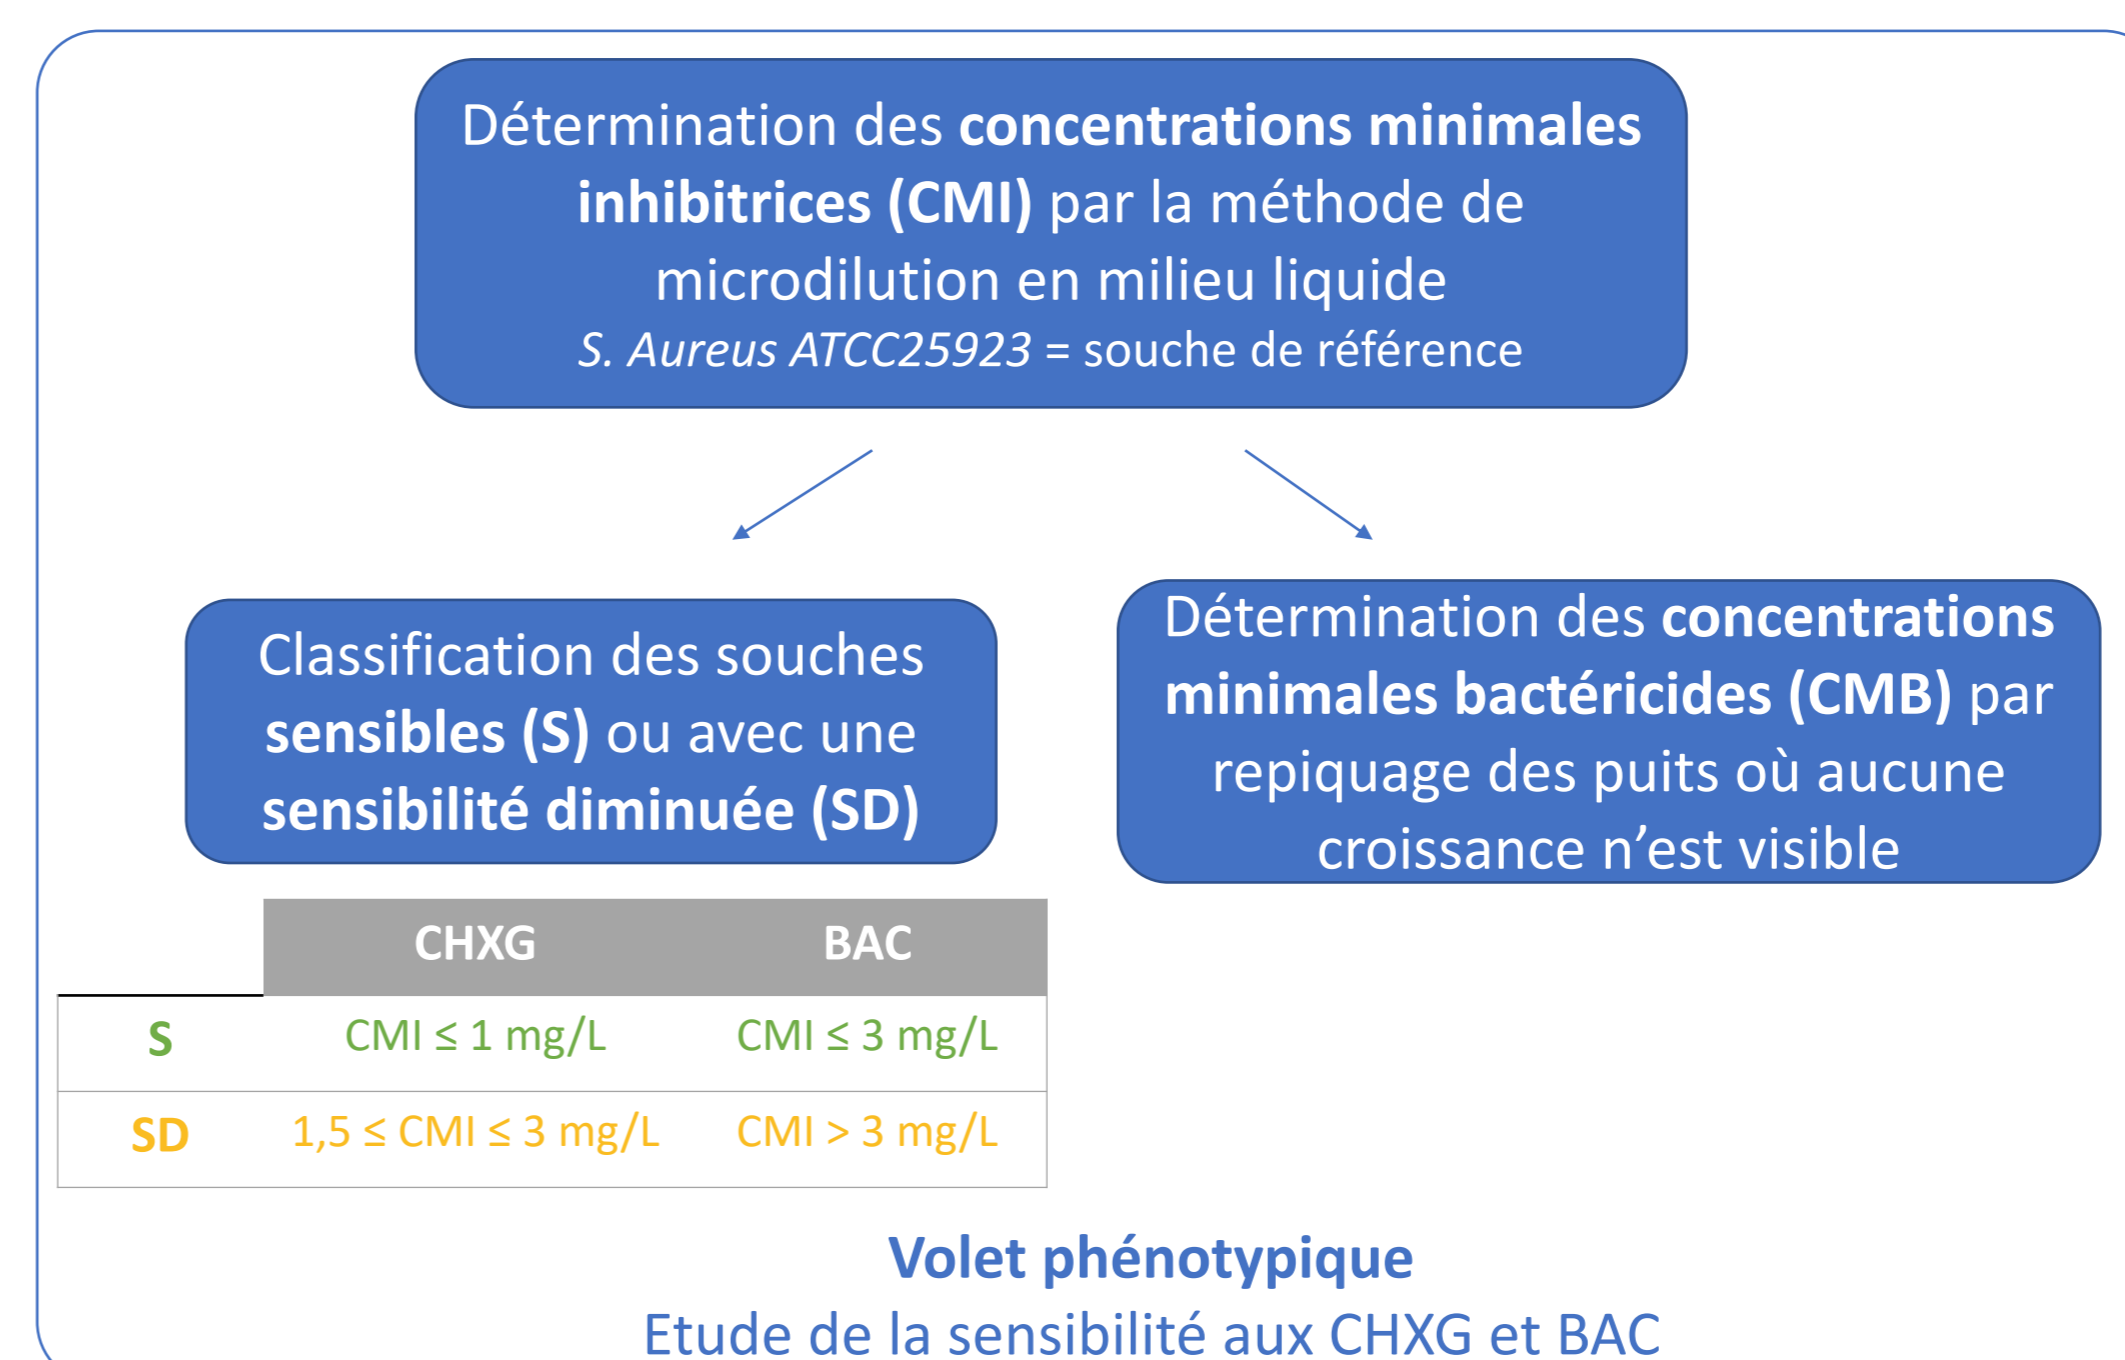 Détermination des concentrations minimales
inhibitrices (CMI) par la méthode de
microdilution en milieu liquide
S. Aureus ATCC25923 = souche de référence
Classification des souches
sensibles (S) ou avec une
sensibilité diminuée (SD)
Détermination des concentrations
minimales bactéricides (CMB) par
repiquage des puits où aucune
croissance n’est visible
CHXG BAC
S CMI ≤ 1 mg/L CMI ≤ 3 mg/L
SD 1,5 ≤ CMI ≤ 3 mg/L CMI > 3 mg/L
Volet phénotypique
Etude de la sensibilité aux CHXG et BAC